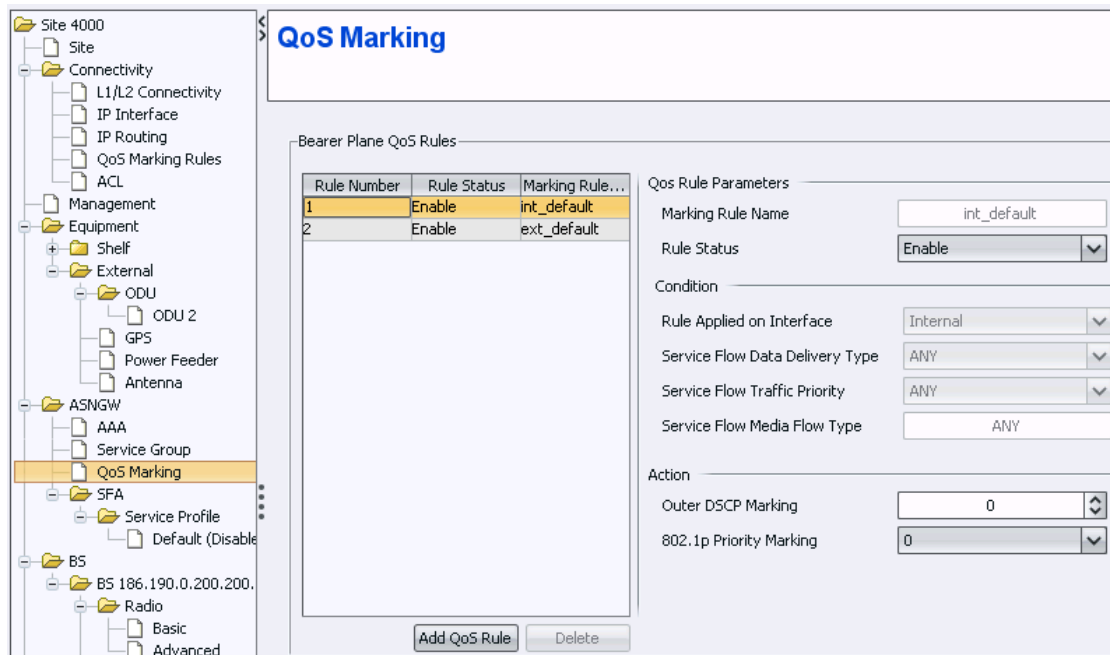 Site 4000
Site
Connectivity
L1/L2 Connectivity
IP Interface
IP Routing
QoS Marking Rules
ACL
Management
Equipment
Shelf
External
ODU
ODU 2
GPS
Power Feeder
Antenna
ASNGW
AAA
Service Group
QoS Marking
SFA
Service Profile
Default (Disable
BS
BS 186.190.0.200.200.
Radio
Basic
Advanced
QoS Marking
Bearer Plane QoS Rules
Rule Number Rule Status Marking Rule...
1 Enable int_default
2 Enable ext_default
Add QoS Rule Delete
Qos Rule Parameters
Marking Rule Name int_default
Rule Status Enable
Condition
Rule Applied on Interface Internal
Service Flow Data Delivery Type ANY
Service Flow Traffic Priority ANY
Service Flow Media Flow Type ANY
Action
Outer DSCP Marking 0
802.1p Priority Marking 0